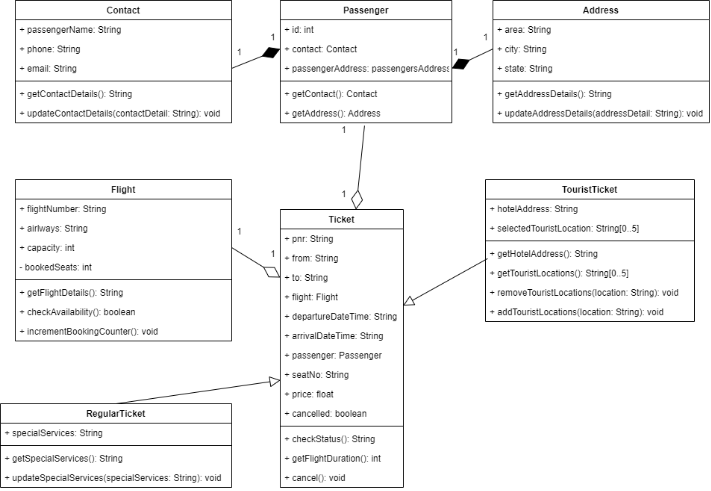 Contact
+ passengerName: String
+ phone: String
+ email: String
+ getContactDetails(): String
+ updateContactDetails(contactDetail: String): void
1
1
Passenger
+ id: int
+ contact: Contact
+ passengerAddress: passengersAddress
+ getContact(): Contact
+ getAddress(): Address
1
1
Address
+ area: String
+ city: String
+ state: String
+ getAddressDetails(): String
+ updateAddressDetails(addressDetail: String): void
1
1
Flight
+ flightNumber: String
+ airlways: String
+ capacity: int
- bookedSeats: int
+ getFlightDetails(): String
+ checkAvailability(): boolean
+ incrementBookingCounter(): void
1
1
Ticket
+ pnr: String
+ from: String
+ to: String
+ flight: Flight
+ departureDateTime: String
+ arrivalDateTime: String
+ passenger: Passenger
+ seatNo: String
+ price: float
+ cancelled: boolean
+ checkStatus(): String
+ getFlightDuration(): int
+ cancel(): void
TouristTicket
+ hotelAddress: String
+ selectedTouristLocation: String[0..5]
+ getHotelAddress(): String
+ getTouristLocations(): String[0..5]
+ removeTouristLocations(location: String): void
+ addTouristLocations(location: String): void
RegularTicket
+ specialServices: String
+ getSpecialServices(): String
+ updateSpecialServices(specialServices: String): void